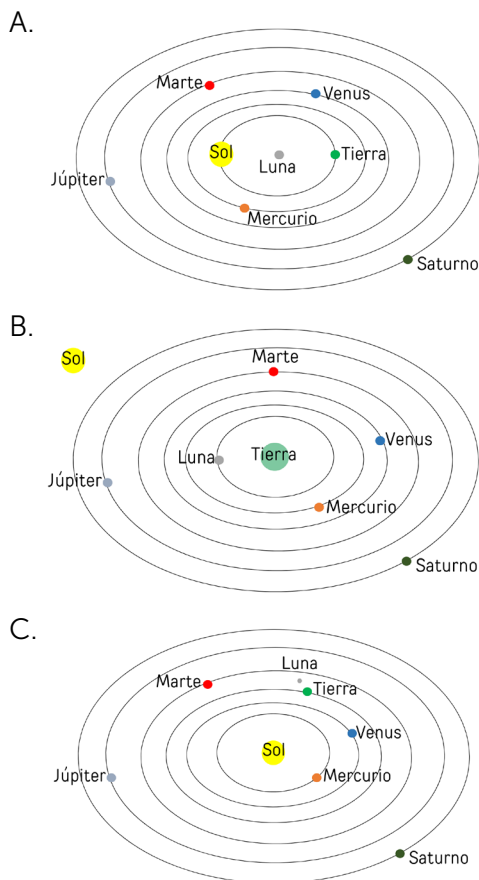 A.
Marte
Venus
Sol
Luna
Tierra
Júpiter
Mercurio
Saturno
B.
Sol
Marte
Luna
Tierra
Venus
Júpiter
Mercurio
Saturno
C.
Luna
Marte
Tierra
Venus
Sol
Júpiter
Mercurio
Saturno